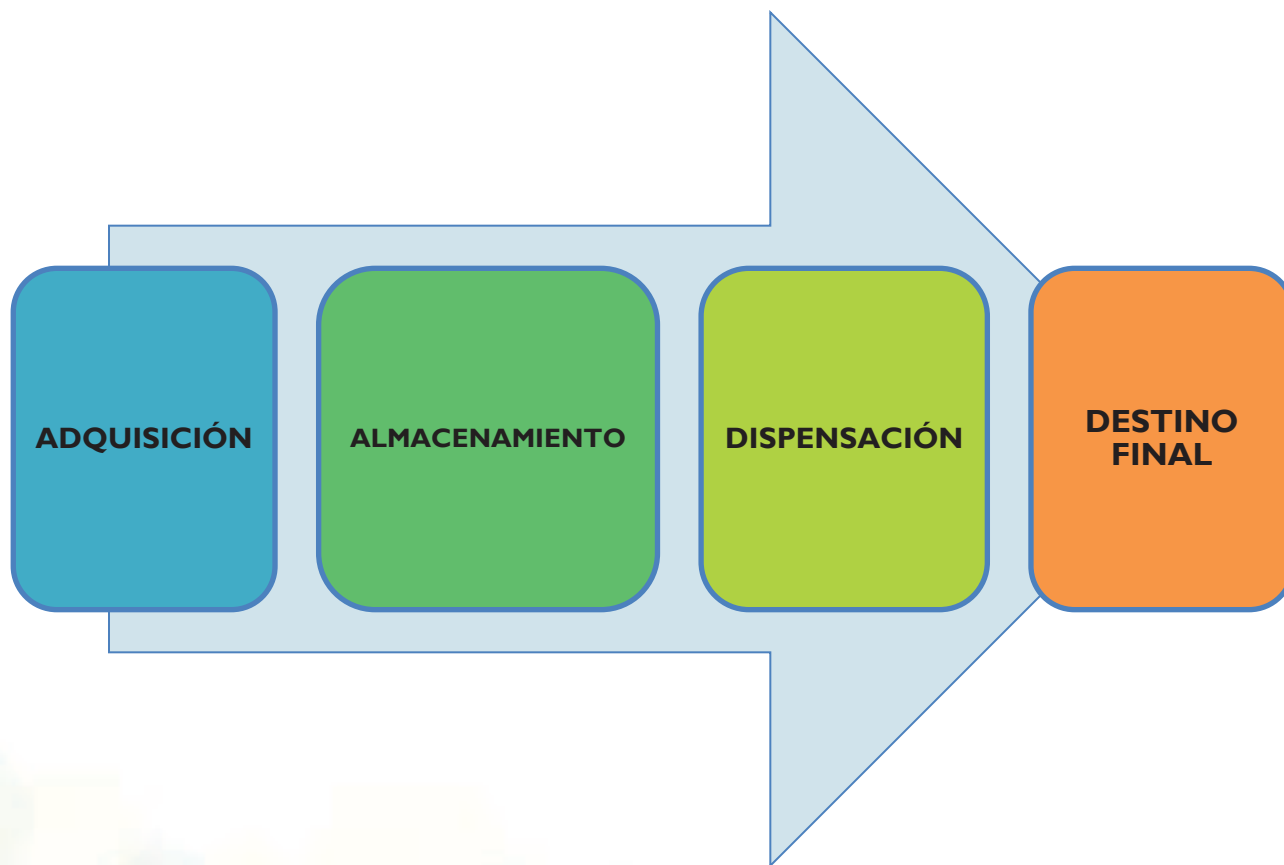 ADQUISICIÓN
ALMACENAMIENTO
DISPENSACIÓN
DESTINO
FINAL